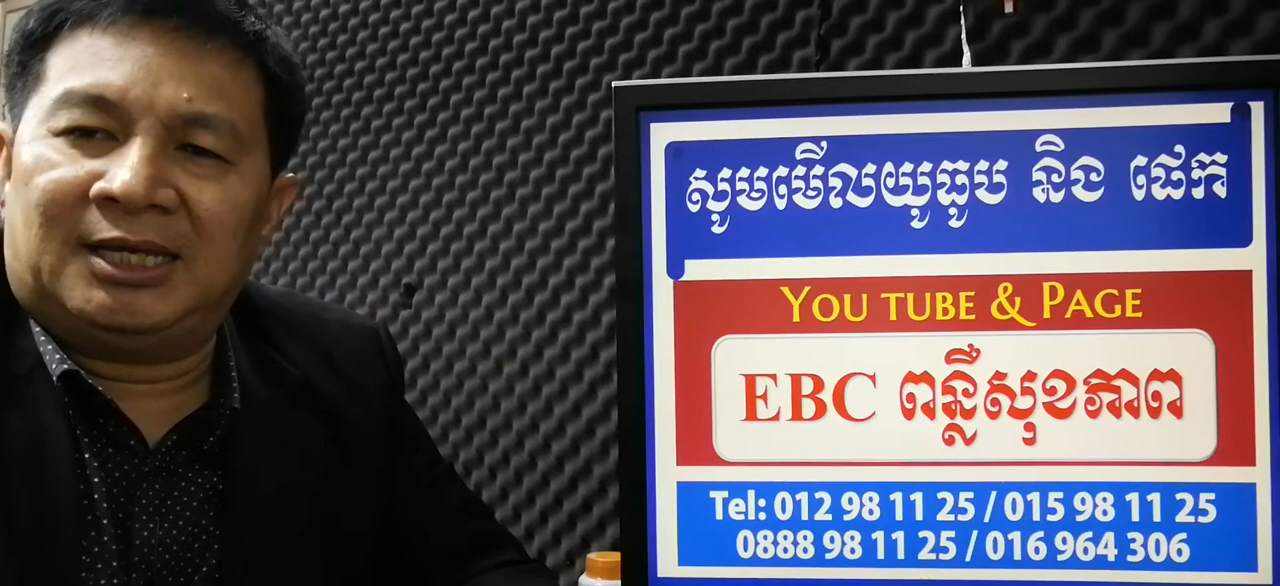 សូមមើលយូធូប និង ផេក
YOU TUBE & PAGE
EBC ពន្លឺសុខភាព
Tel: 012 98 11 25 / 015 98 11 25
0888 98 11 25 / 016 964 306